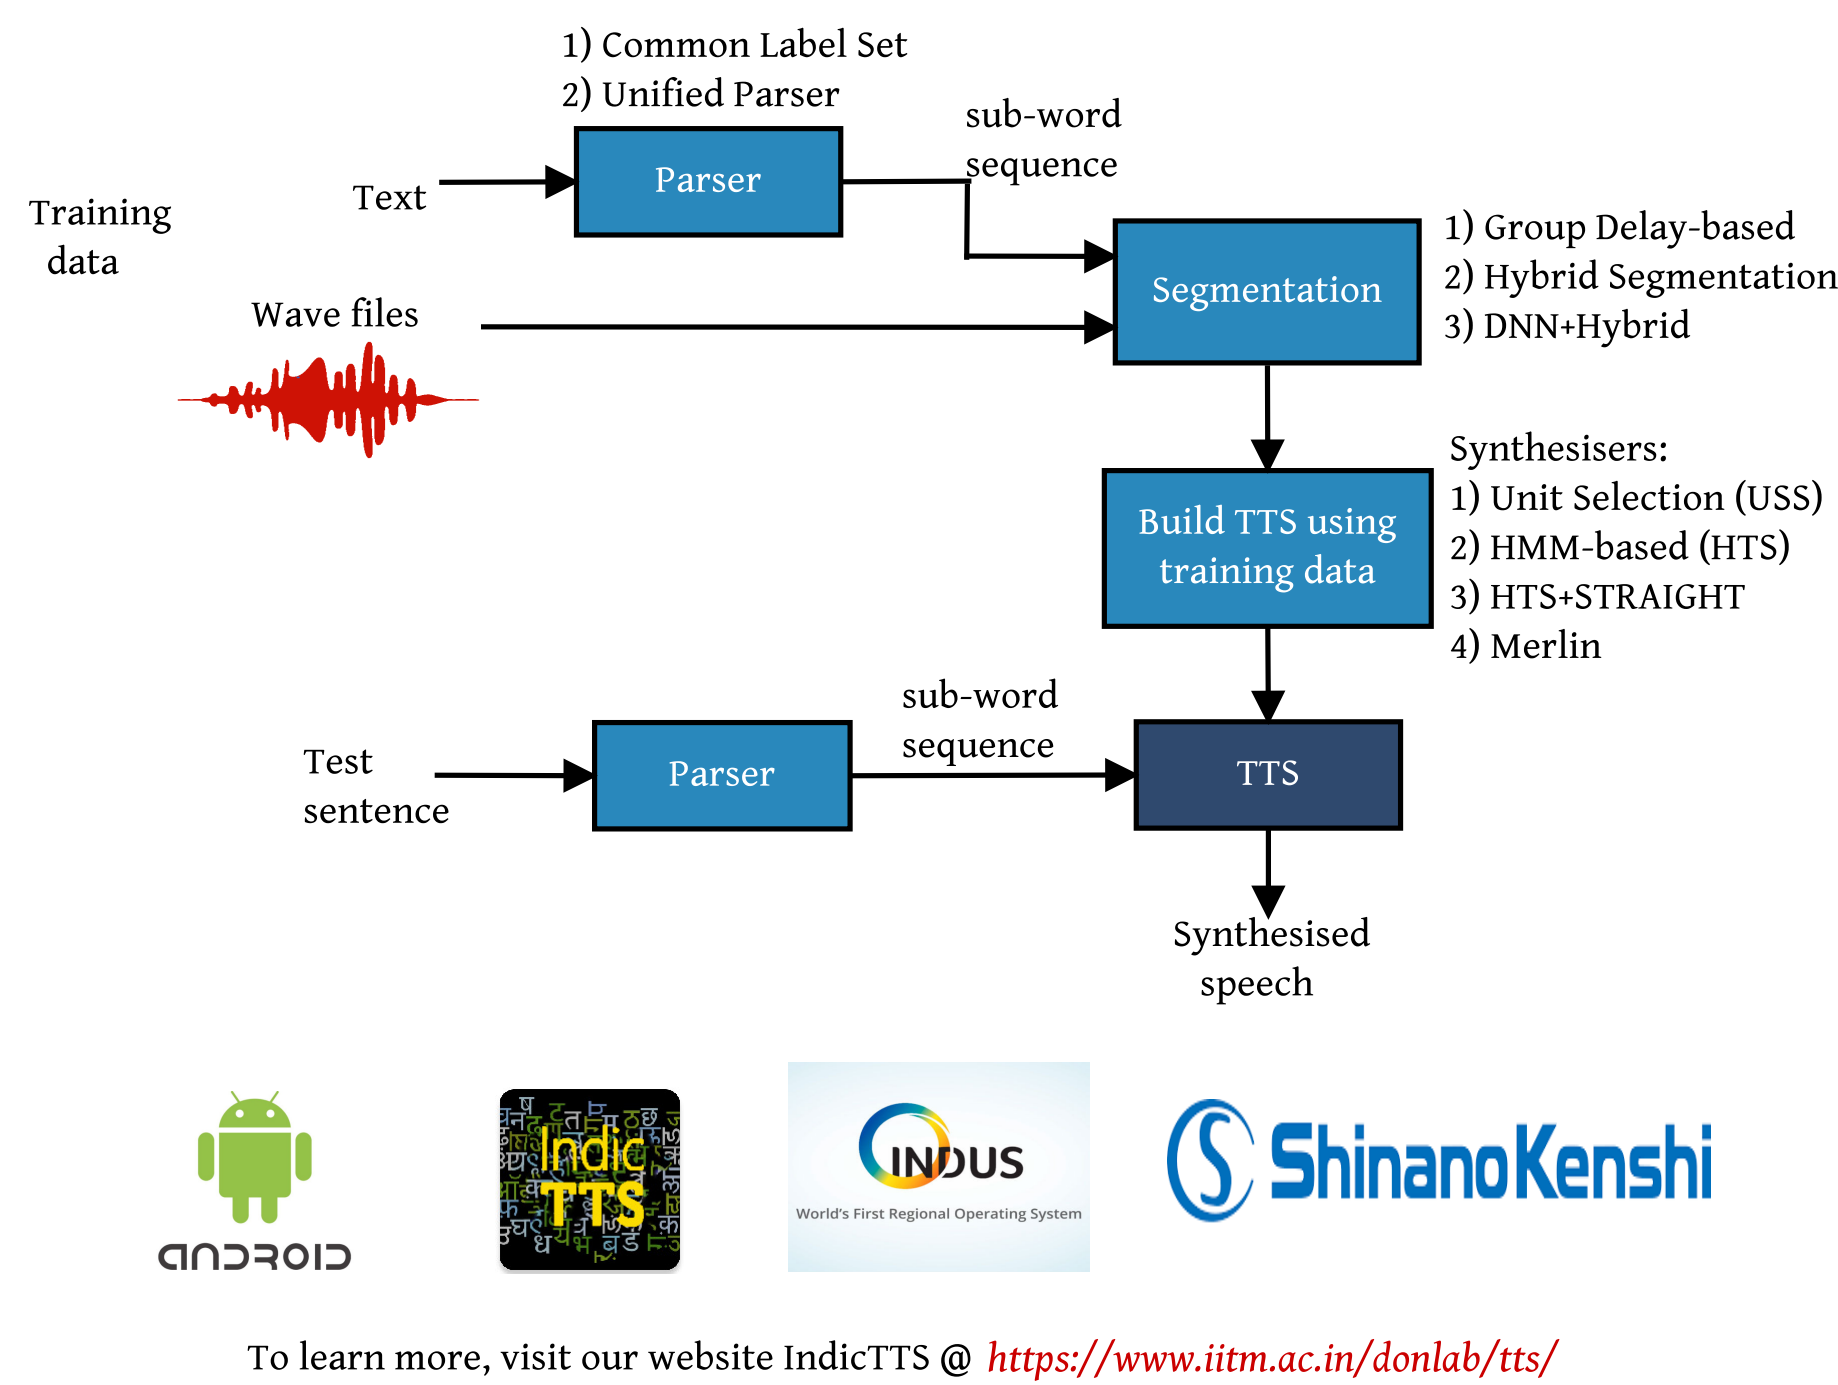 1) Common Label Set
2) Unified Parser
sub-word
sequence
Parser
Text
Training
data
Wave files
Segmentation
1) Group Delay-based
2) Hybrid Segmentation
3) DNN+Hybrid
Build TTS using
training data
Synthesisers:
1) Unit Selection (USS)
2) HMM-based (HTS)
3) HTS+STRAIGHT
4) Merlin
Test
sentence
Parser
sub-word
sequence
TTS
Synthesised
speech
ANDROID
Indic
TTS
INDUS
World's First Regional Operating System
ShinanoKenshi
To learn more, visit our website IndicTTS @ https://www.iitm.ac.in/donlab/tts/